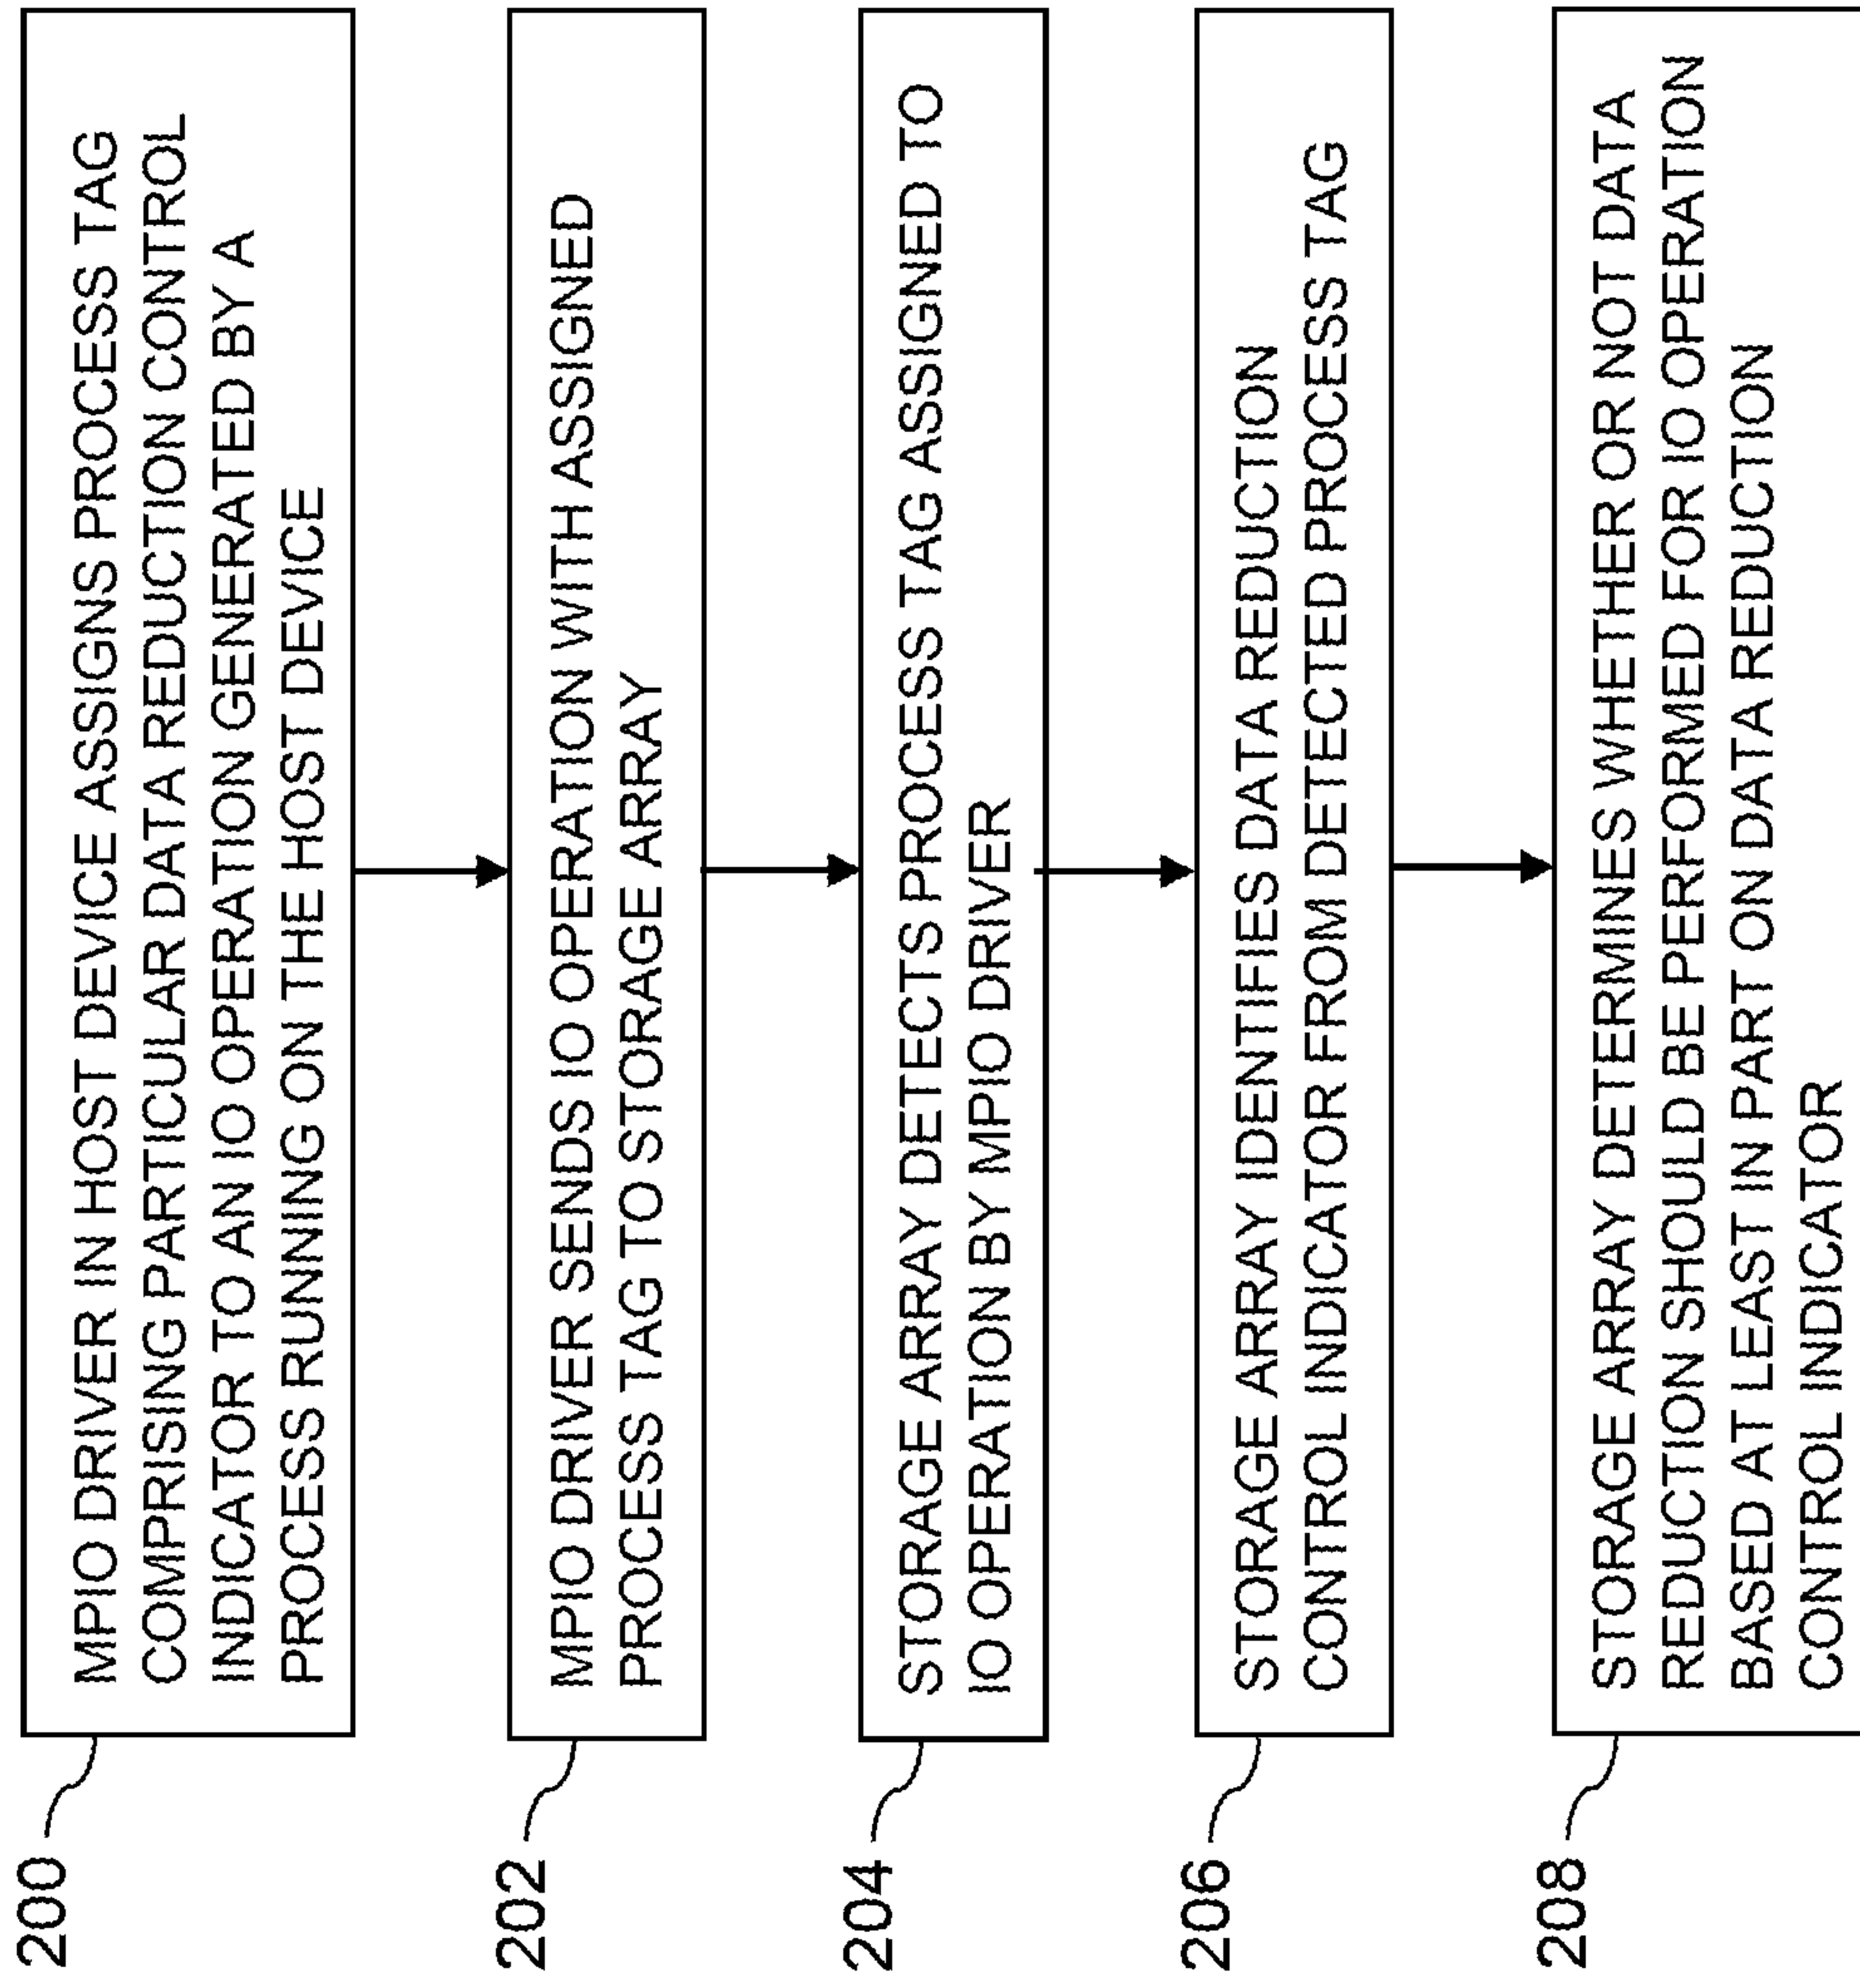 200
MPIO DRIVER IN HOST DEVICE ASSIGNS PROCESS TAG
COMPRISING PARTICULAR DATA REDUCTION CONTROL
INDICATOR TO AN IO OPERATION GENERATED BY A
PROCESS RUNNING ON THE HOST DEVICE
202
MPIO DRIVER SENDS IO OPERATION WITH ASSIGNED
PROCESS TAG TO STORAGE ARRAY
204
STORAGE ARRAY DETECTS PROCESS TAG ASSIGNED TO
IO OPERATION BY MPIO DRIVER
206
STORAGE ARRAY IDENTIFIES DATA REDUCTION
CONTROL INDICATOR FROM DETECTED PROCESS TAG
208
STORAGE ARRAY DETERMINES WHETHER OR NOT DATA
REDUCTION SHOULD BE PERFORMED FOR IO OPERATION
BASED AT LEAST IN PART ON DATA REDUCTION
CONTROL INDICATOR